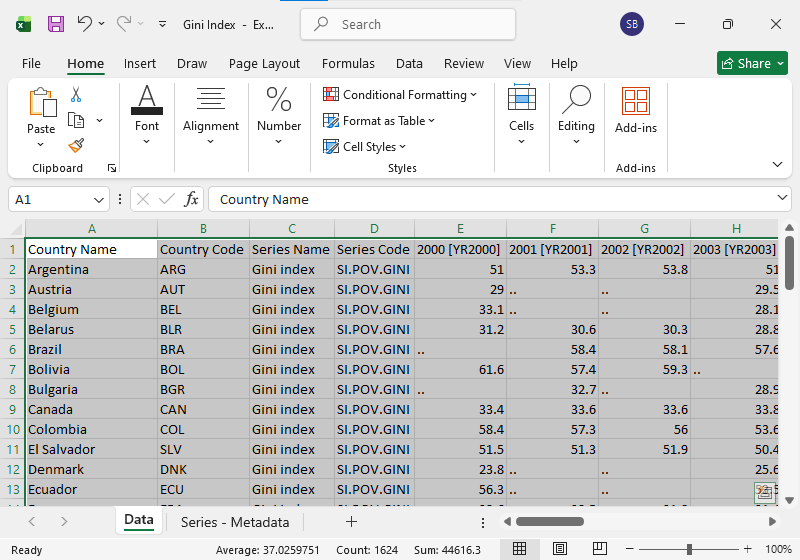 Gini Index - Ex... Search SB
File Home Insert Draw Page Layout Formulas Data Review View Help Share
Paste
Clipboard
Font
Alignment
Number
Conditional Formatting
Format as Table
Cell Styles
Styles
Cells
Editing
Add-ins
Add-ins
A1 fx Country Name
A B C D E F G H
1 Country Name Country Code Series Name Series Code 2000 [YR2000] 2001 [YR2001] 2002 [YR2002] 2003 [YR2003]
2 Argentina ARG Gini index SI.POV.GINI 51 53.3 53.8 51
3 Austria AUT Gini index SI.POV.GINI 29 .. .. 29.5
4 Belgium BEL Gini index SI.POV.GINI 33.1 .. .. 28.1
5 Belarus BLR Gini index SI.POV.GINI 31.2 30.6 30.3 28.8
6 Brazil BRA Gini index SI.POV.GINI .. 58.4 58.1 57.6
7 Bolivia BOL Gini index SI.POV.GINI 61.6 57.4 59.3 ..
8 Bulgaria BGR Gini index SI.POV.GINI .. 32.7 .. 28.9
9 Canada CAN Gini index SI.POV.GINI 33.4 33.6 33.6 33.8
10 Colombia COL Gini index SI.POV.GINI 58.4 57.3 56 53.6
11 El Salvador SLV Gini index SI.POV.GINI 51.5 51.3 51.9 50.4
12 Denmark DNK Gini index SI.POV.GINI 23.8 .. .. 25.6
13 Ecuador ECU Gini index SI.POV.GINI 56.3 .. ..
Data Series - Metadata
Ready Average: 37.0259751 Count: 1624 Sum: 44616.3 100%